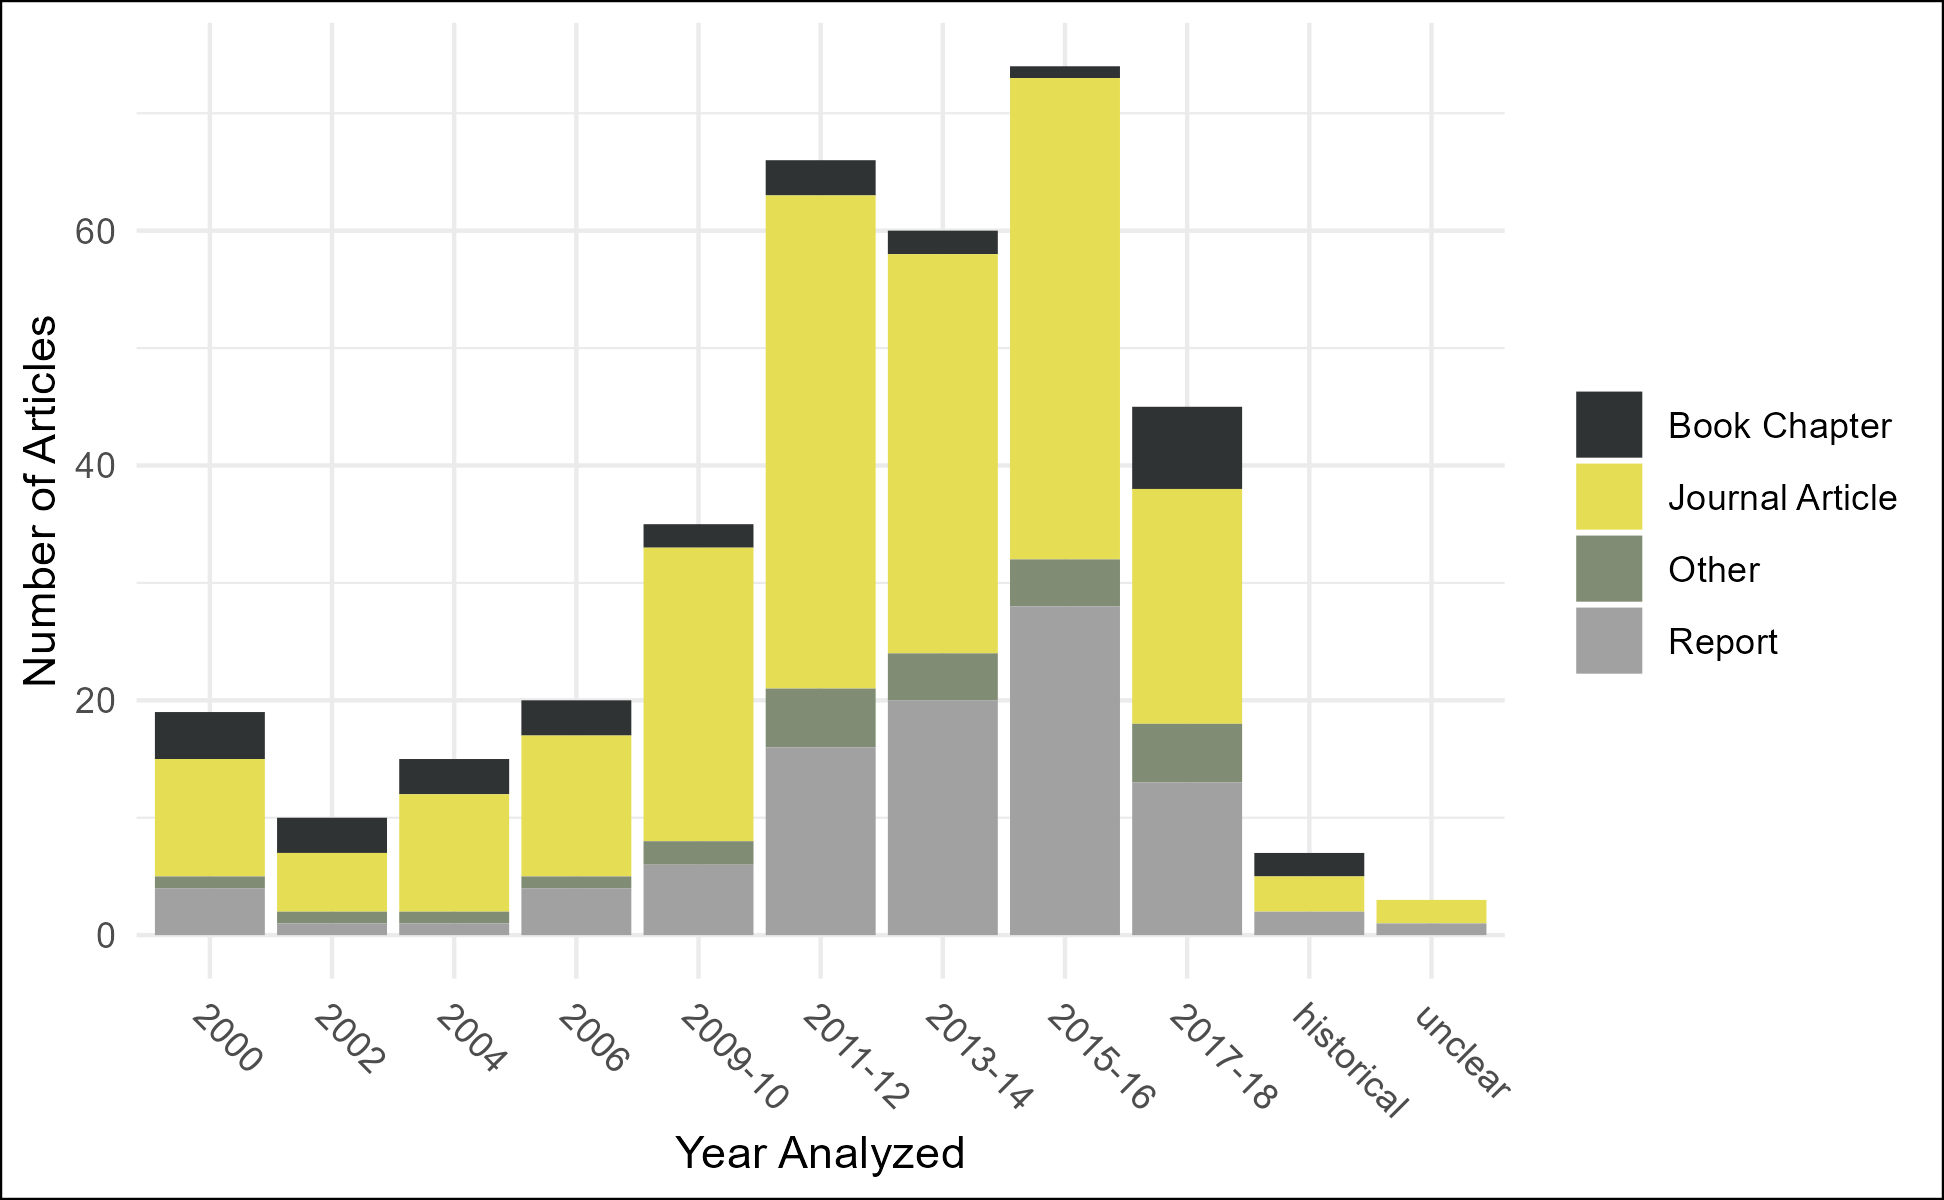 Number of Articles
60
40
20
0
2000
2002
2004
2006
2009-10
2011-12
2013-14
2015-16
2017-18
historical
unclear
Year Analyzed
Book Chapter
Journal Article
Other
Report